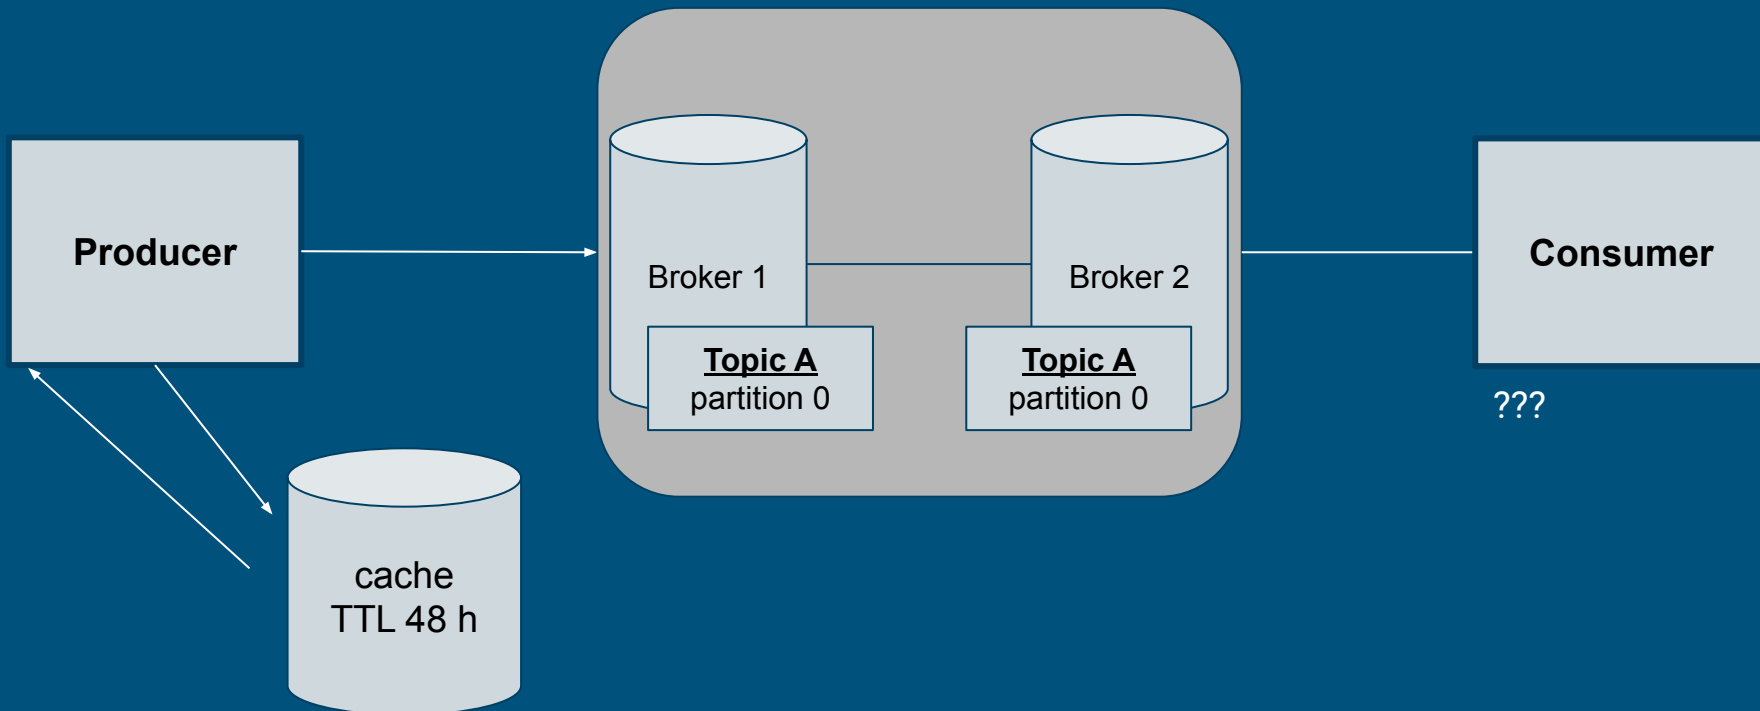 Producer
Broker 1
Broker 2
Consumer
Topic A
partition 0
Topic A
partition 0
???
cache
TTL 48 h